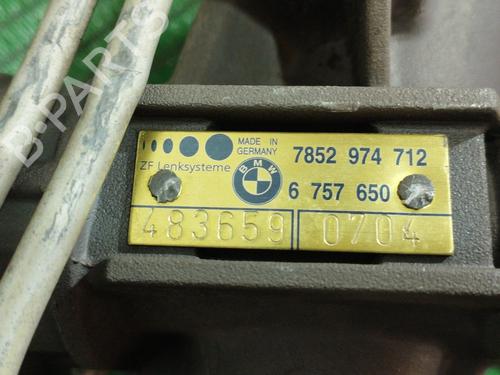 MADE IN
GERMANY
ZF Lenksysteme
BMW
7852 974 712
6 757 650
483659
0704
B-PARTS